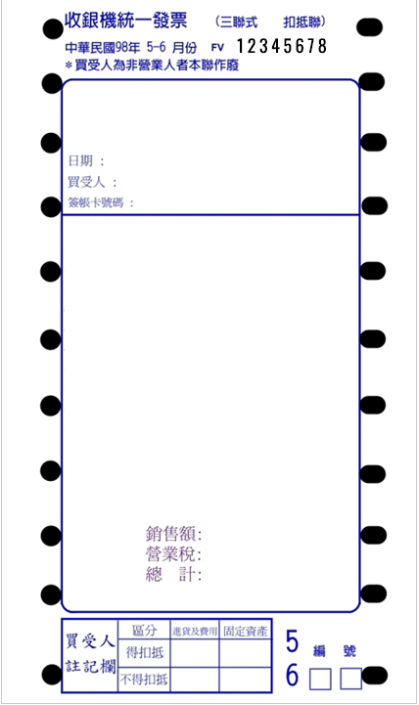 收銀機統一發票 （三聯式 扣抵聯）
中華民國98年 5-6 月份 FV 12345678
＊買受人為非營業人者本聯作廢
日期：
買受人：
簽帳卡號碼：
銷售額:
營業稅:
總 計:
買受人註記欄
區分 進貨及費用 固定資產
得扣抵
不得扣抵
5 編 號
6